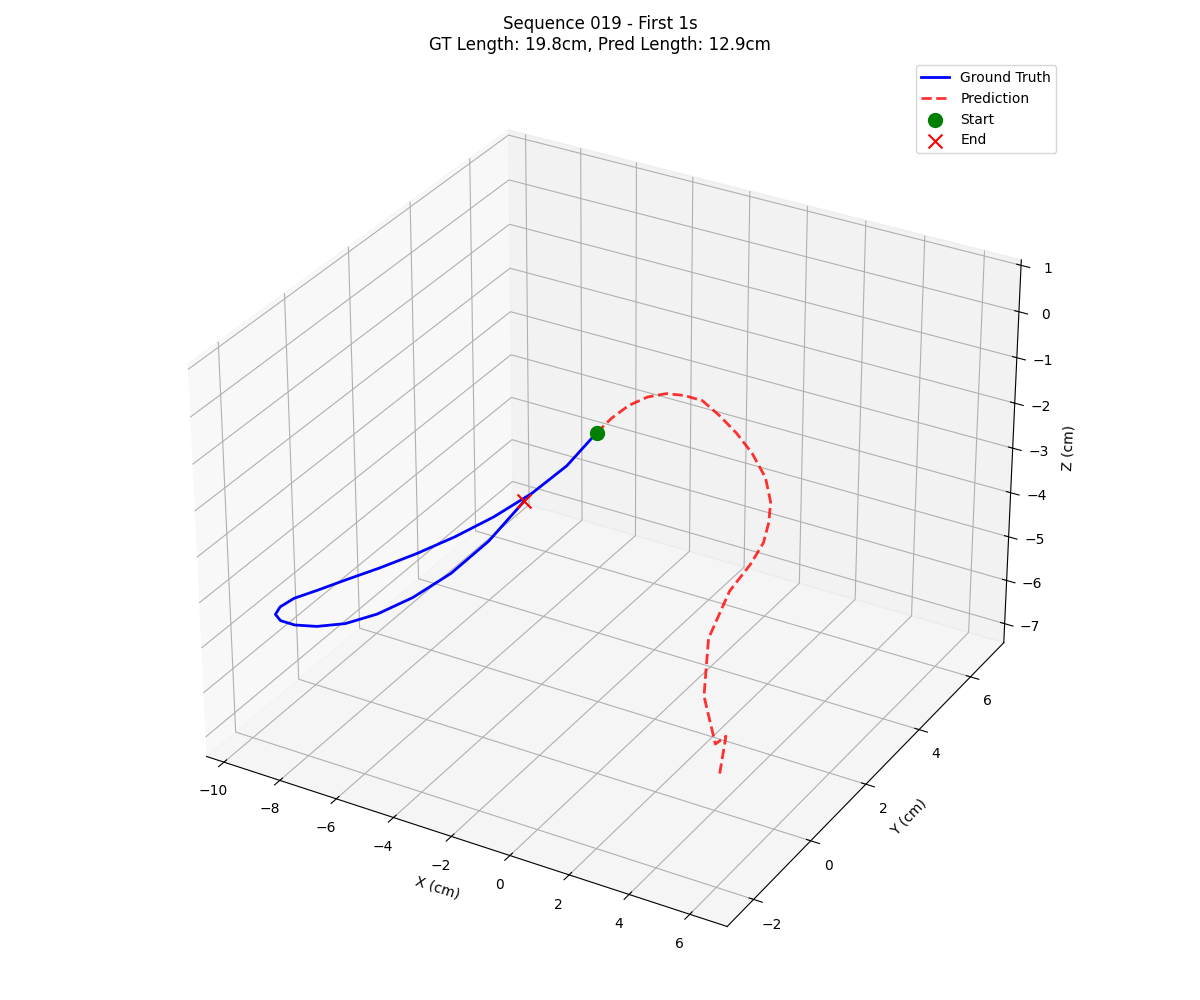 Sequence 019 - First 1s
GT Length: 19.8cm, Pred Length: 12.9cm
Ground Truth
Prediction
Start
End
1
0
−1
−2
−3
−4
−5
−6
−7
Z (cm)
6
4
2
0
−2
Y (cm)
−10
−8
−6
−4
−2
0
2
4
6
X (cm)